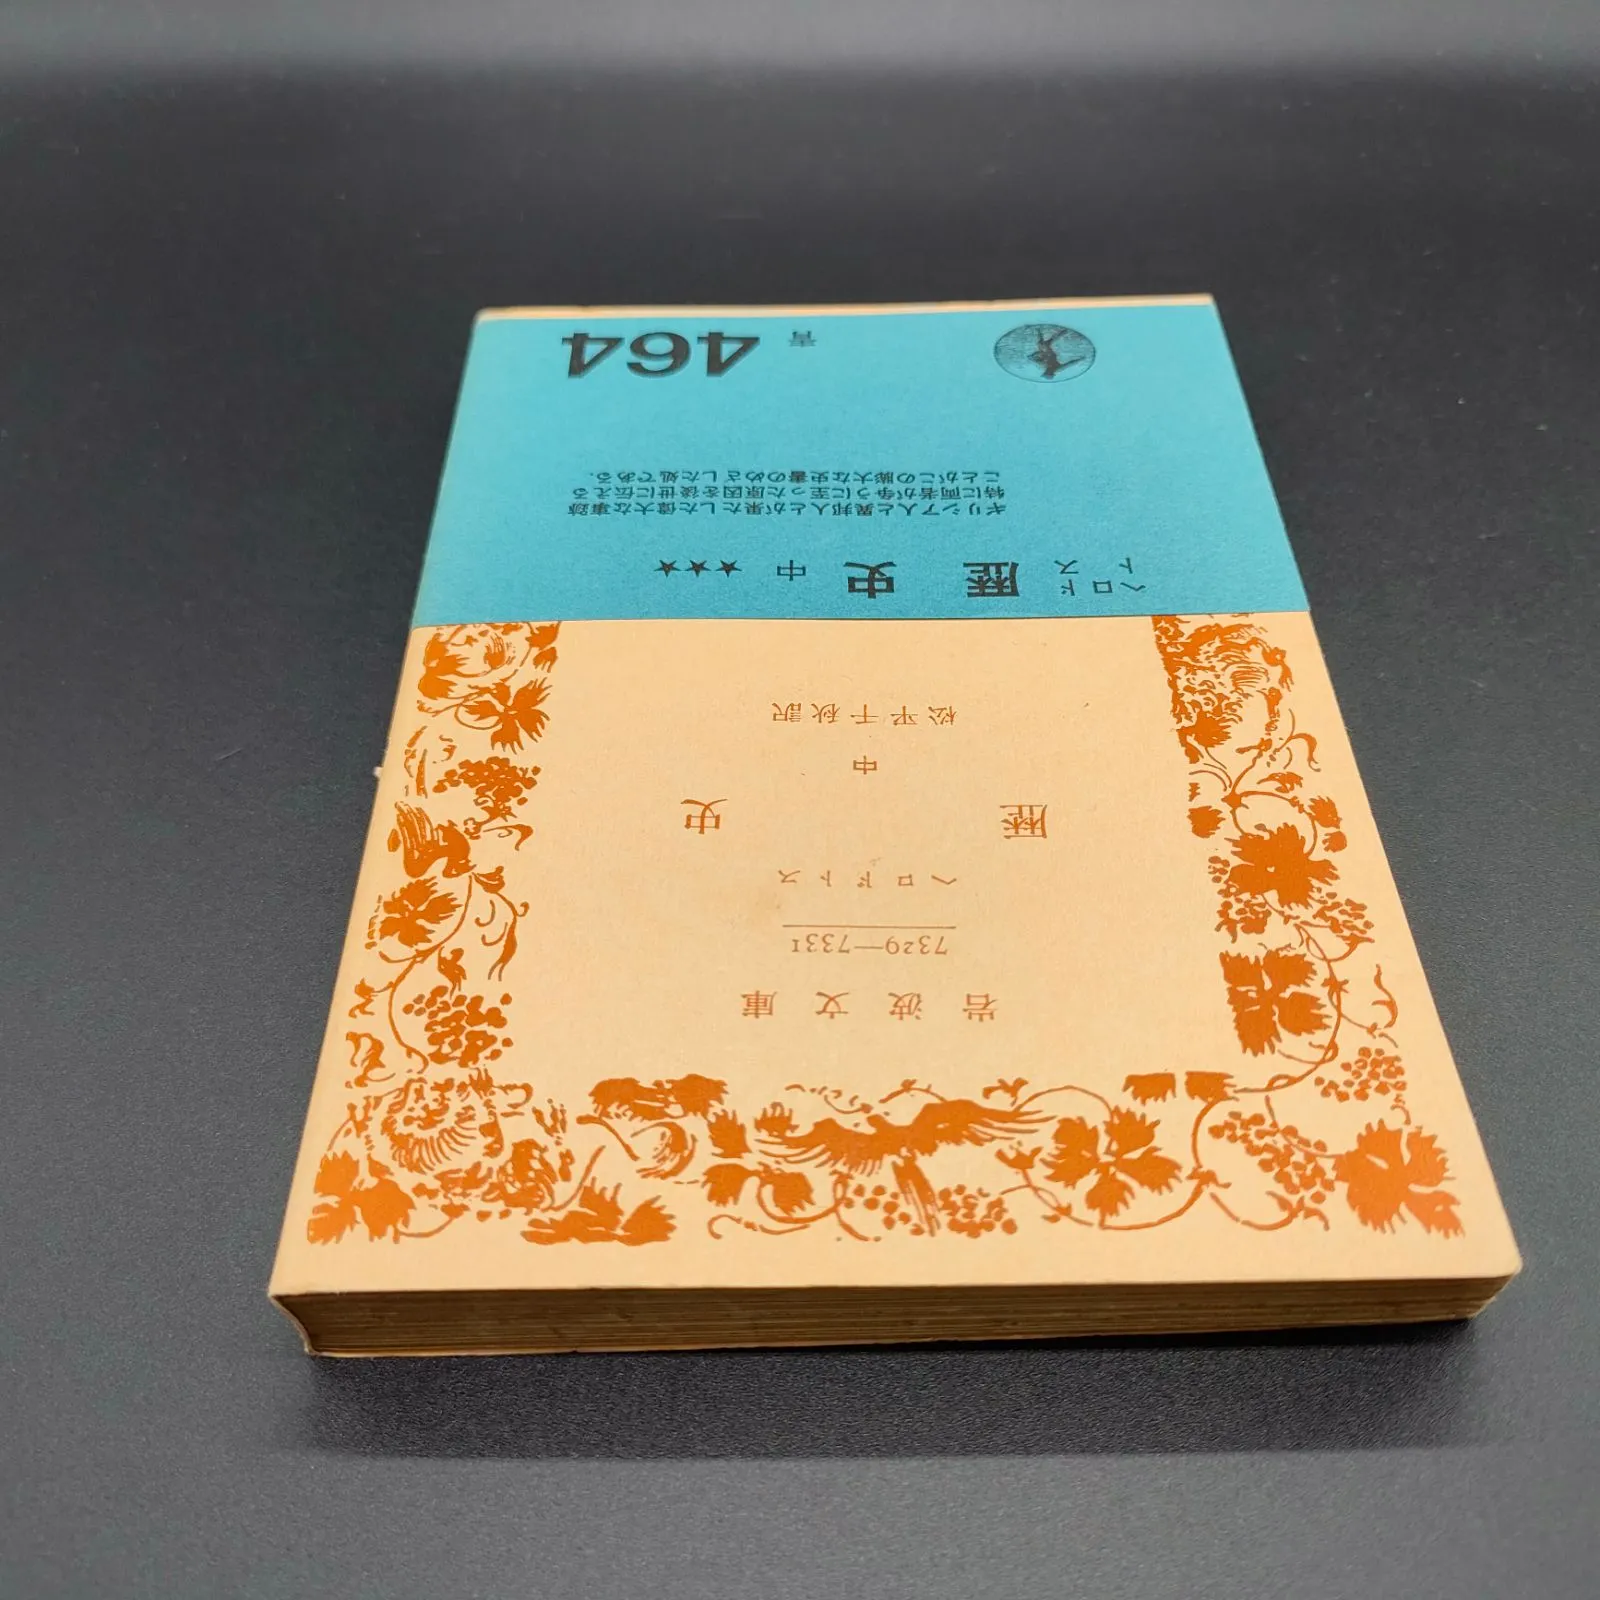 岩波文庫
7329—7331
ヘロドトス
歴史
中
松平千秋訳
ヘロドトス 歴史 中 ★★★
ギリシア人と異邦人とが果たした偉大な事跡
特に両者が争うに至った原因を後世に伝える
ことがこの膨大な史書のめざした処である．
青 464